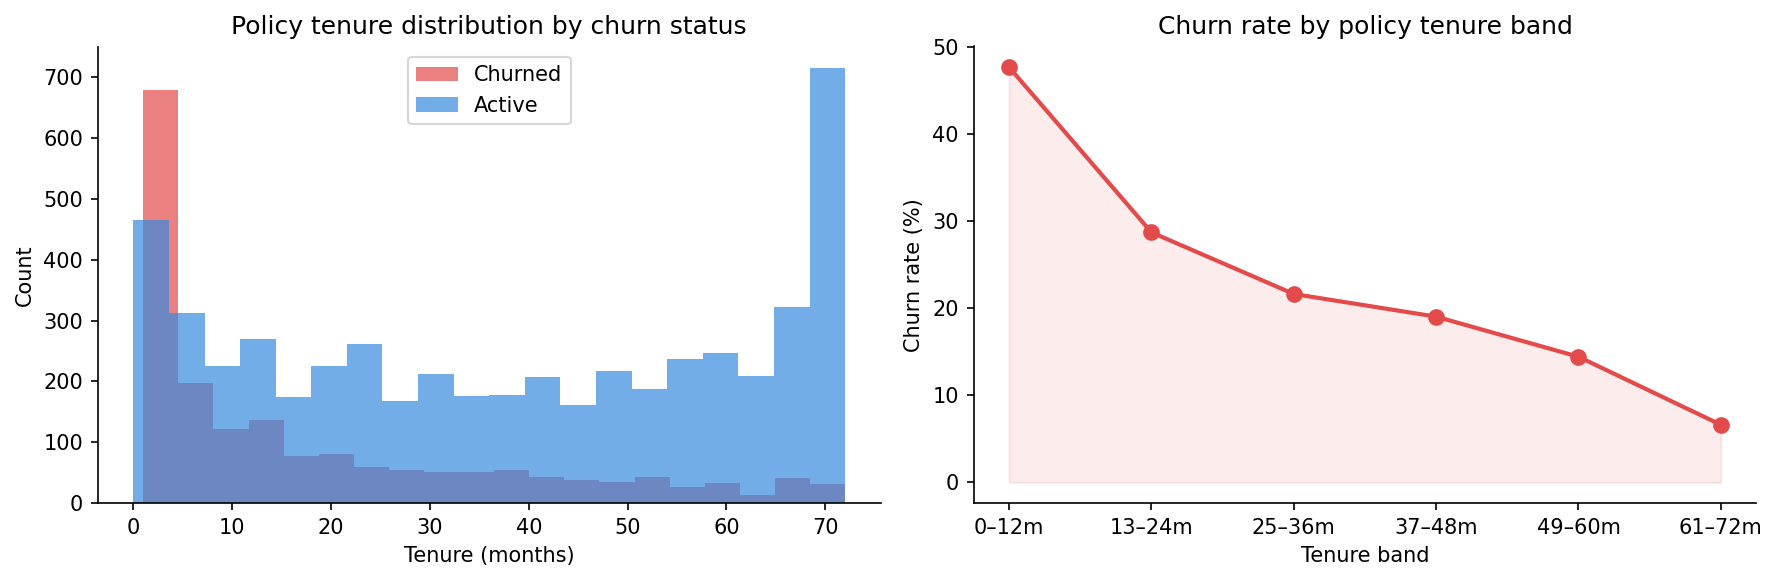 Policy tenure distribution by churn status
Churned
Active
Count
700
600
500
400
300
200
100
0
0 10 20 30 40 50 60 70
Tenure (months)
Churn rate by policy tenure band
Churn rate (%)
50
40
30
20
10
0
0–12m 13–24m 25–36m 37–48m 49–60m 61–72m
Tenure band